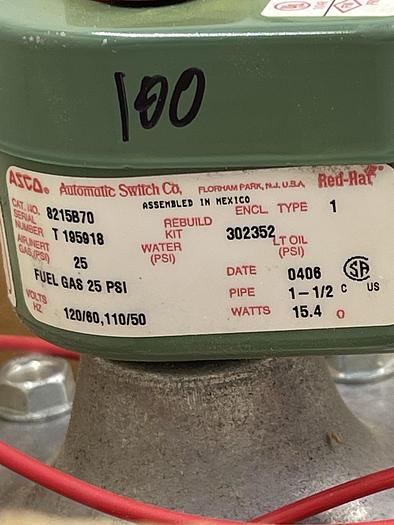 100
ASCO® Automatic Switch Co. FLORHAM PARK, N.J. U.S.A. Red-Hat®
ASSEMBLED IN MEXICO
CAT. NO. 8215B70 ENCL TYPE 1
SERIAL NUMBER T 195918 REBUILD KIT 302352
AIR,INERT GAS,(PSI) 25 WATER (PSI) LT OIL (PSI)
FUEL GAS 25 PSI DATE 0406
PIPE 1-1/2 C US
VOLTS HZ 120/60,110/50 WATTS 15.4 O